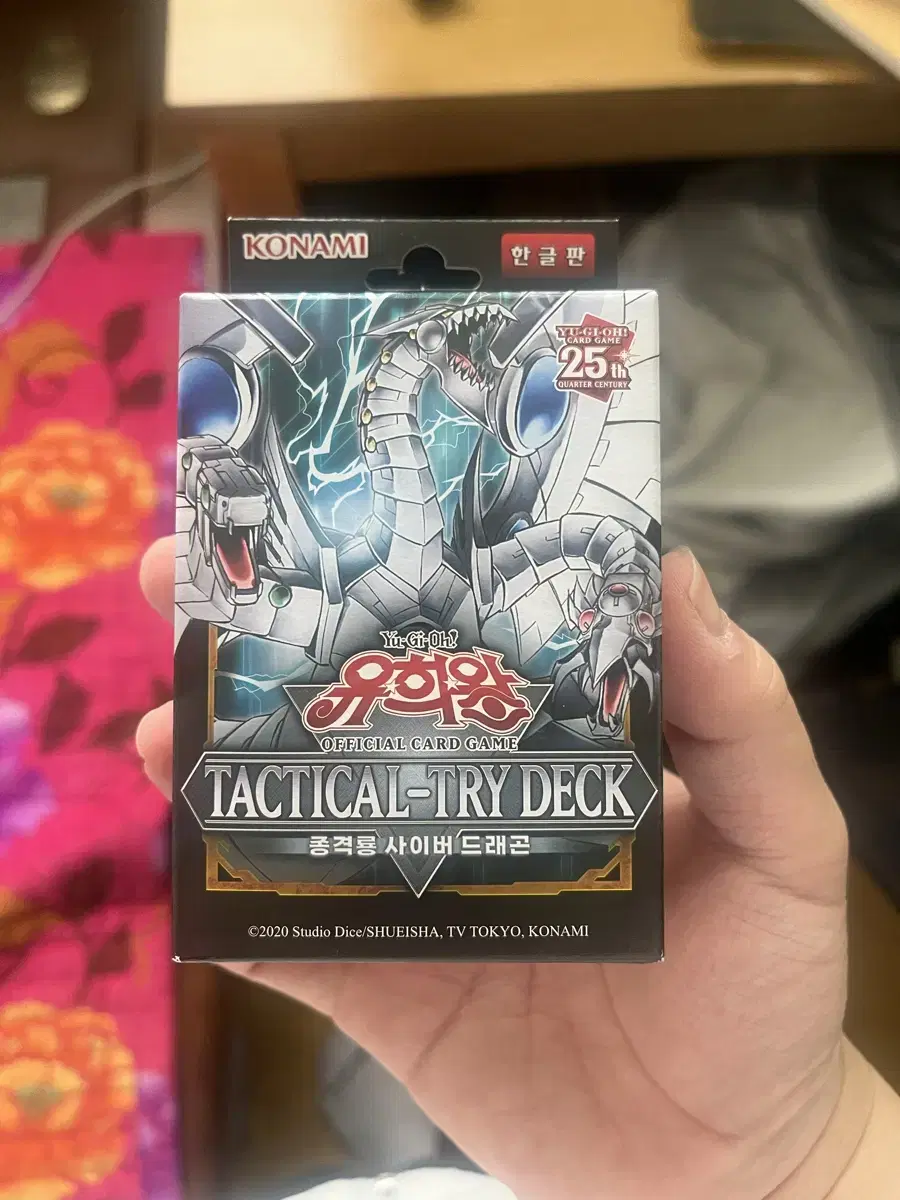 KONAMI
한글판
YU-GI-OH!
CARD GAME
25th
QUARTER CENTURY
Yu-Gi-Oh!
유희왕
OFFICIAL CARD GAME
TACTICAL-TRY DECK
종격룡 사이버 드래곤
©2020 Studio Dice/SHUEISHA, TV TOKYO, KONAMI